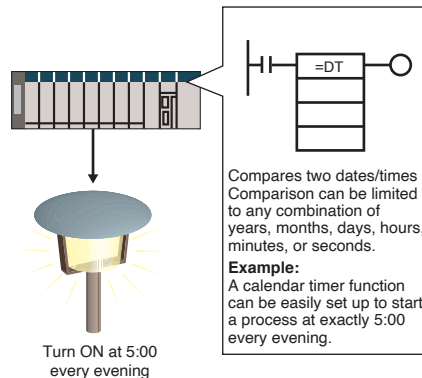 =DT
Compares two dates/times
Comparison can be limited
to any combination of
years, months, days, hours,
minutes, or seconds.
Example:
A calendar timer function
can be easily set up to start
a process at exactly 5:00
every evening.
Turn ON at 5:00
every evening